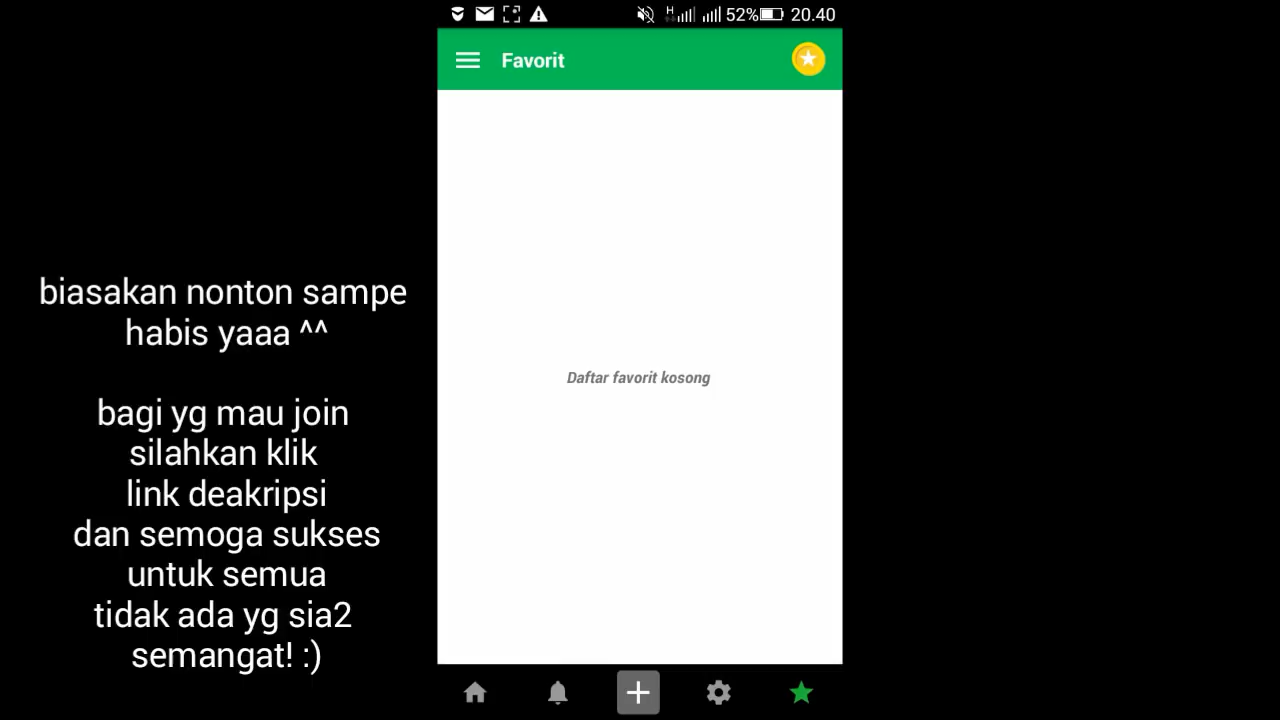 H 52% 20.40
Favorit
biasakan nonton sampe
habis yaaa ^^
bagi yg mau join
silahkan klik
link deakripsi
dan semoga sukses
untuk semua
tidak ada yg sia2
semangat! :)
Daftar favorit kosong